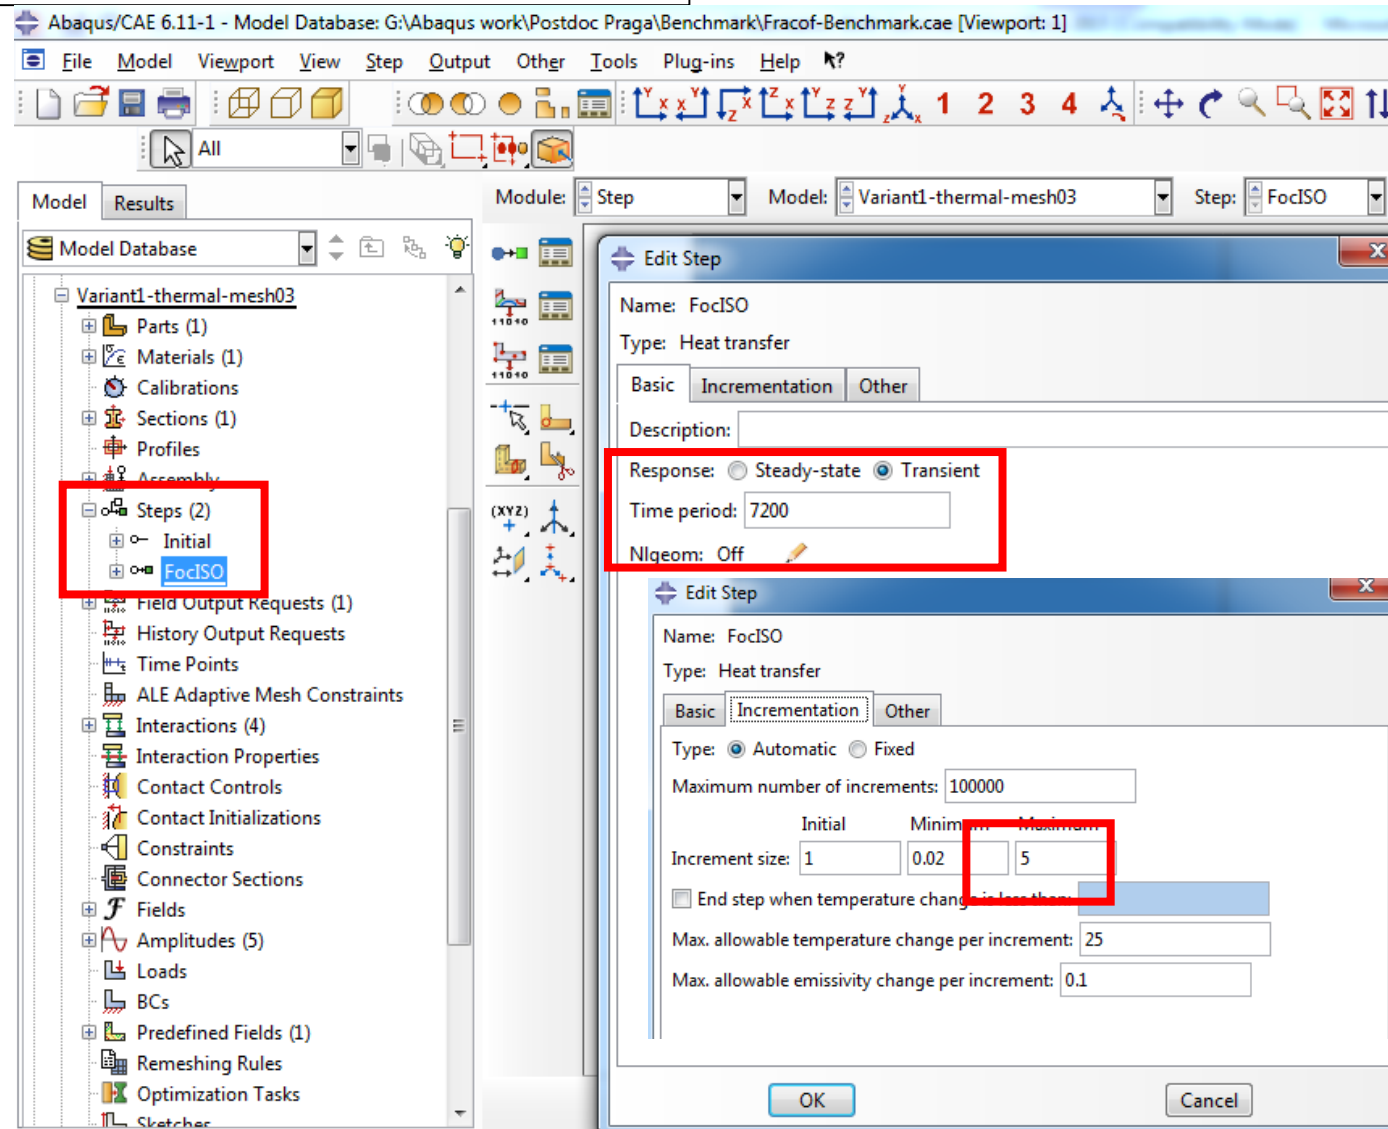 Abaqus/CAE 6.11-1 - Model Database: G:\Abaqus work\Postdoc Praga\Benchmark\Fracof-Benchmark.cae [Viewport: 1]
File Model Viewport View Step Output Other Tools Plug-ins Help
1 2 3 4
All
Model Results
Module: Step Model: Variant1-thermal-mesh03 Step: FocISO
Model Database
Variant1-thermal-mesh03
Parts (1)
Materials (1)
Calibrations
Sections (1)
Profiles
Assembly
Steps (2)
Initial
FocISO
Field Output Requests (1)
History Output Requests
Time Points
ALE Adaptive Mesh Constraints
Interactions (4)
Interaction Properties
Contact Controls
Contact Initializations
Constraints
Connector Sections
Fields
Amplitudes (5)
Loads
BCs
Predefined Fields (1)
Remeshing Rules
Optimization Tasks
Sketches
(XYZ)
Edit Step
Name: FocISO
Type: Heat transfer
Basic Incrementation Other
Description:
Response: Steady-state Transient
Time period: 7200
Nlgeom: Off
Edit Step
Name: FocISO
Type: Heat transfer
Basic Incrementation Other
Type: Automatic Fixed
Maximum number of increments: 100000
Initial Minimum Maximum
Increment size: 1 0.02 5
End step when temperature change is less than:
Max. allowable temperature change per increment: 25
Max. allowable emissivity change per increment: 0.1
OK Cancel